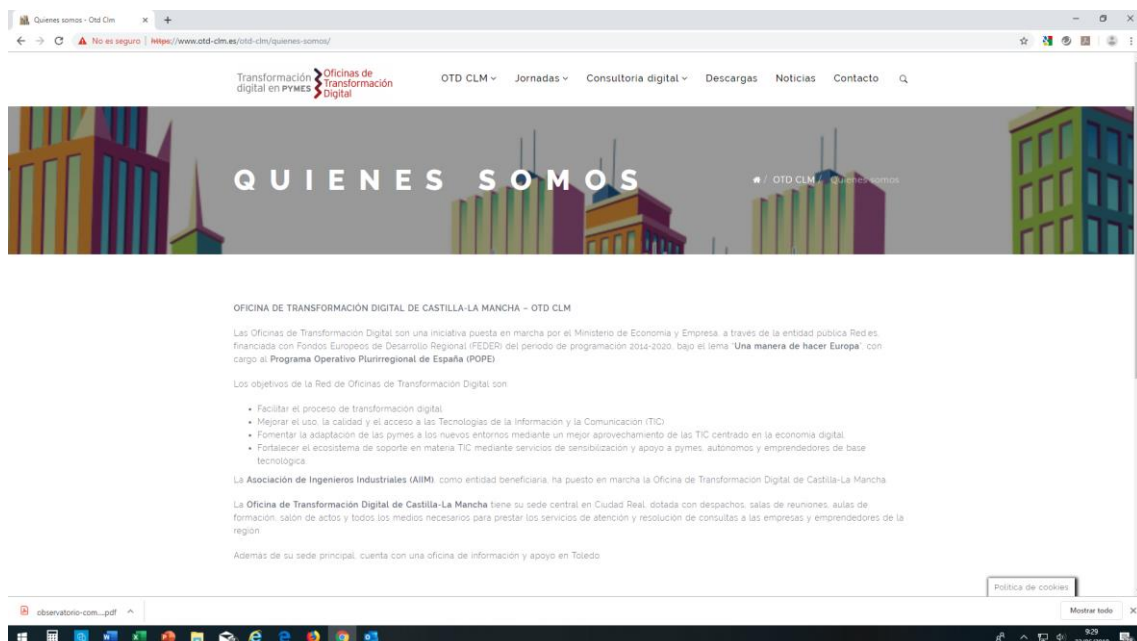 Quienes somos - Otd Clm
No es seguro | https://www.otd-clm.es/otd-clm/quienes-somos/
Transformación digital en PYMES
Oficinas de Transformación Digital
OTD CLM Jornadas Consultoría digital Descargas Noticias Contacto
QUIENES SOMOS
/ OTD CLM / Quienes somos
OFICINA DE TRANSFORMACIÓN DIGITAL DE CASTILLA-LA MANCHA – OTD CLM
Las Oficinas de Transformación Digital son una iniciativa puesta en marcha por el Ministerio de Economía y Empresa, a través de la entidad pública Red.es,
financiada con Fondos Europeos de Desarrollo Regional (FEDER) del periodo de programación 2014-2020, bajo el lema "Una manera de hacer Europa", con
cargo al Programa Operativo Plurirregional de España (POPE)
Los objetivos de la Red de Oficinas de Transformación Digital son:
• Facilitar el proceso de transformación digital
• Mejorar el uso, la calidad y el acceso a las Tecnologías de la Información y la Comunicación (TIC)
• Fomentar la adaptación de las pymes a los nuevos entornos mediante un mejor aprovechamiento de las TIC centrado en la economía digital
• Fortalecer el ecosistema de soporte en materia TIC mediante servicios de sensibilización y apoyo a pymes, autónomos y emprendedores de base
tecnológica.
La Asociación de Ingenieros Industriales (AIIM), como entidad beneficiaria, ha puesto en marcha la Oficina de Transformación Digital de Castilla-La Mancha
La Oficina de Transformación Digital de Castilla-La Mancha tiene su sede central en Ciudad Real, dotada con despachos, salas de reuniones, aulas de
formación, salón de actos y todos los medios necesarios para prestar los servicios de atención y resolución de consultas a las empresas y emprendedores de la
región.
Además de su sede principal, cuenta con una oficina de información y apoyo en Toledo
Política de cookies
observatorio-com....pdf
Mostrar todo
9:29